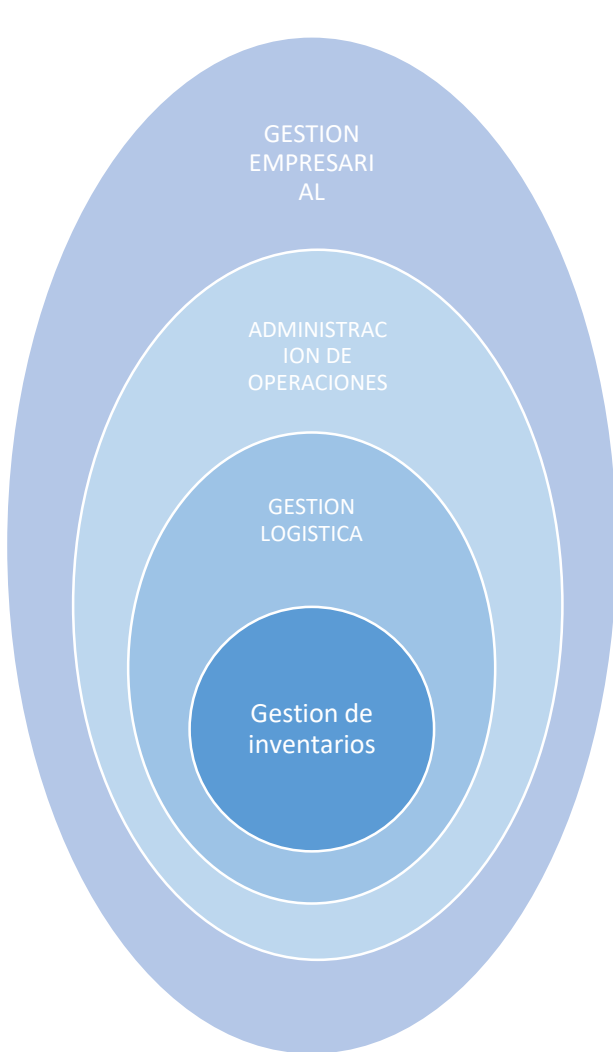 GESTION
EMPRESARI
AL
ADMINISTRAC
ION DE
OPERACIONES
GESTION
LOGISTICA
Gestion de
inventarios